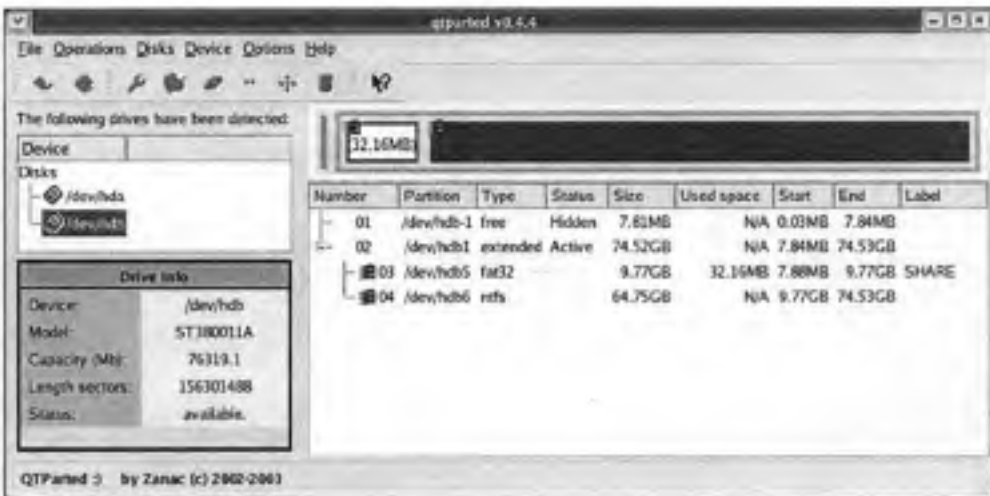 qtparted v0.4.4
File Operations Disks Device Options Help
The following drives have been detected:
Device
Disks
/dev/hda
/dev/hdb
32.16MB
Number Partition Type Status Size Used space Start End Label
01 /dev/hdb-1 free Hidden 7.81MB N/A 0.03MB 7.84MB
02 /dev/hdb1 extended Active 74.52GB N/A 7.84MB 74.53GB
03 /dev/hdb5 fat32 9.77GB 32.16MB 7.88MB 9.77GB SHARE
04 /dev/hdb6 ntfs 64.75GB N/A 9.77GB 74.53GB
Drive Info
Device: /dev/hdb
Model: ST380011A
Capacity (Mb): 76319.1
Length sectors: 156301488
Status: available.
QTParted :) by Zanac (c) 2002-2003